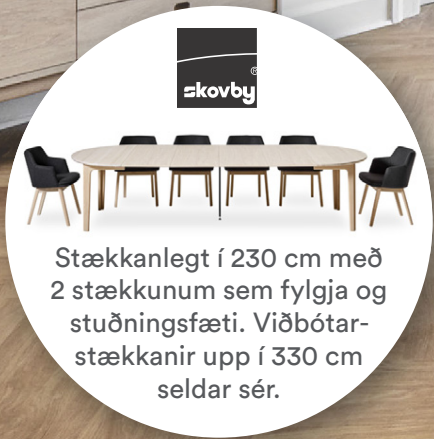 skovby®
Stækkanlegt í 230 cm með
2 stækkunum sem fylgja og
stuðningsfæti. Viðbótar-
stækkanir upp í 330 cm
seldar sér.